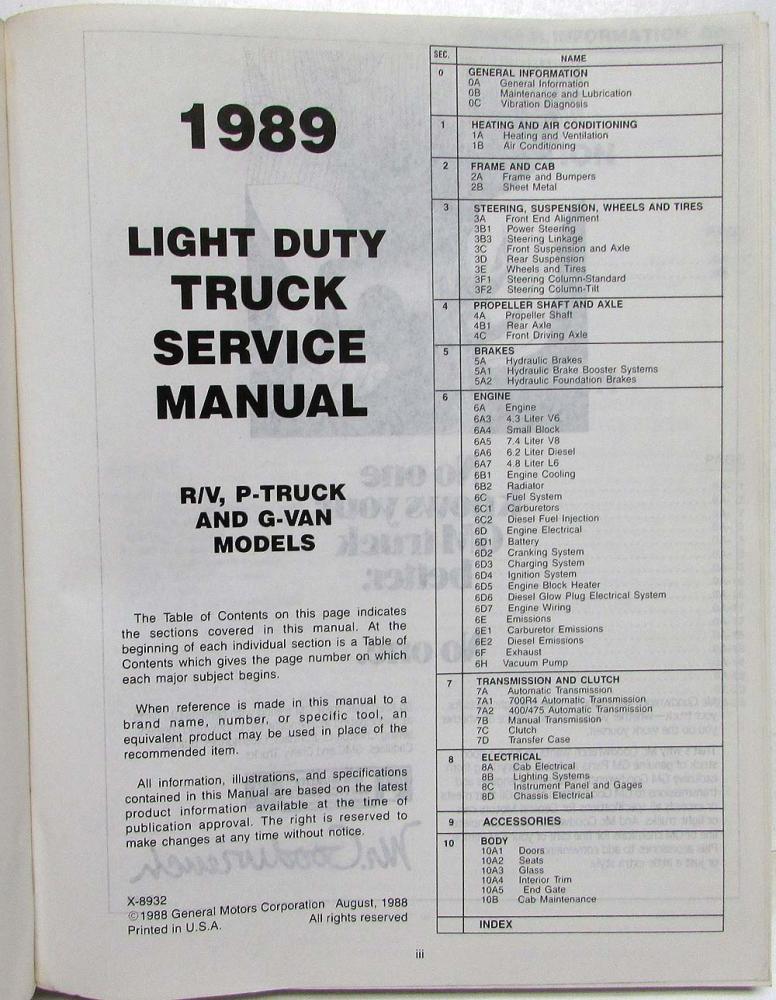 1989
LIGHT DUTY
TRUCK
SERVICE
MANUAL
R/V, P-TRUCK
AND G-VAN
MODELS
The Table of Contents on this page indicates
the sections covered in this manual. At the
beginning of each individual section is a Table of
Contents which gives the page number on which
each major subject begins.
When reference is made in this manual to a
brand name, number, or specific tool, an
equivalent product may be used in place of the
recommended item.
All information, illustrations, and specifications
contained in this Manual are based on the latest
product information available at the time of
publication approval. The right is reserved to
make changes at any time without notice.
X-8932
©1988 General Motors Corporation August, 1988
Printed in U.S.A. All rights reserved
SEC. NAME
0 GENERAL INFORMATION
0A General Information
0B Maintenance and Lubrication
0C Vibration Diagnosis
1 HEATING AND AIR CONDITIONING
1A Heating and Ventilation
1B Air Conditioning
2 FRAME AND CAB
2A Frame and Bumpers
2B Sheet Metal
3 STEERING, SUSPENSION, WHEELS AND TIRES
3A Front End Alignment
3B1 Power Steering
3B3 Steering Linkage
3C Front Suspension and Axle
3D Rear Suspension
3E Wheels and Tires
3F1 Steering Column-Standard
3F2 Steering Column-Tilt
4 PROPELLER SHAFT AND AXLE
4A Propeller Shaft
4B1 Rear Axle
4C Front Driving Axle
5 BRAKES
5A Hydraulic Brakes
5A1 Hydraulic Brake Booster Systems
5A2 Hydraulic Foundation Brakes
6 ENGINE
6A Engine
6A3 4.3 Liter V6
6A4 Small Block
6A5 7.4 Liter V8
6A6 6.2 Liter Diesel
6A7 4.8 Liter L6
6B1 Engine Cooling
6B2 Radiator
6C Fuel System
6C1 Carburetors
6C2 Diesel Fuel Injection
6D Engine Electrical
6D1 Battery
6D2 Cranking System
6D3 Charging System
6D4 Ignition System
6D5 Engine Block Heater
6D6 Diesel Glow Plug Electrical System
6D7 Engine Wiring
6E Emissions
6E1 Carburetor Emissions
6E2 Diesel Emissions
6F Exhaust
6H Vacuum Pump
7 TRANSMISSION AND CLUTCH
7A Automatic Transmission
7A1 700R4 Automatic Transmission
7A2 400/475 Automatic Transmission
7B Manual Transmission
7C Clutch
7D Transfer Case
8 ELECTRICAL
8A Cab Electrical
8B Lighting Systems
8C Instrument Panel and Gages
8D Chassis Electrical
9 ACCESSORIES
10 BODY
10A1 Doors
10A2 Seats
10A3 Glass
10A4 Interior Trim
10A5 End Gate
10B Cab Maintenance
INDEX
iii